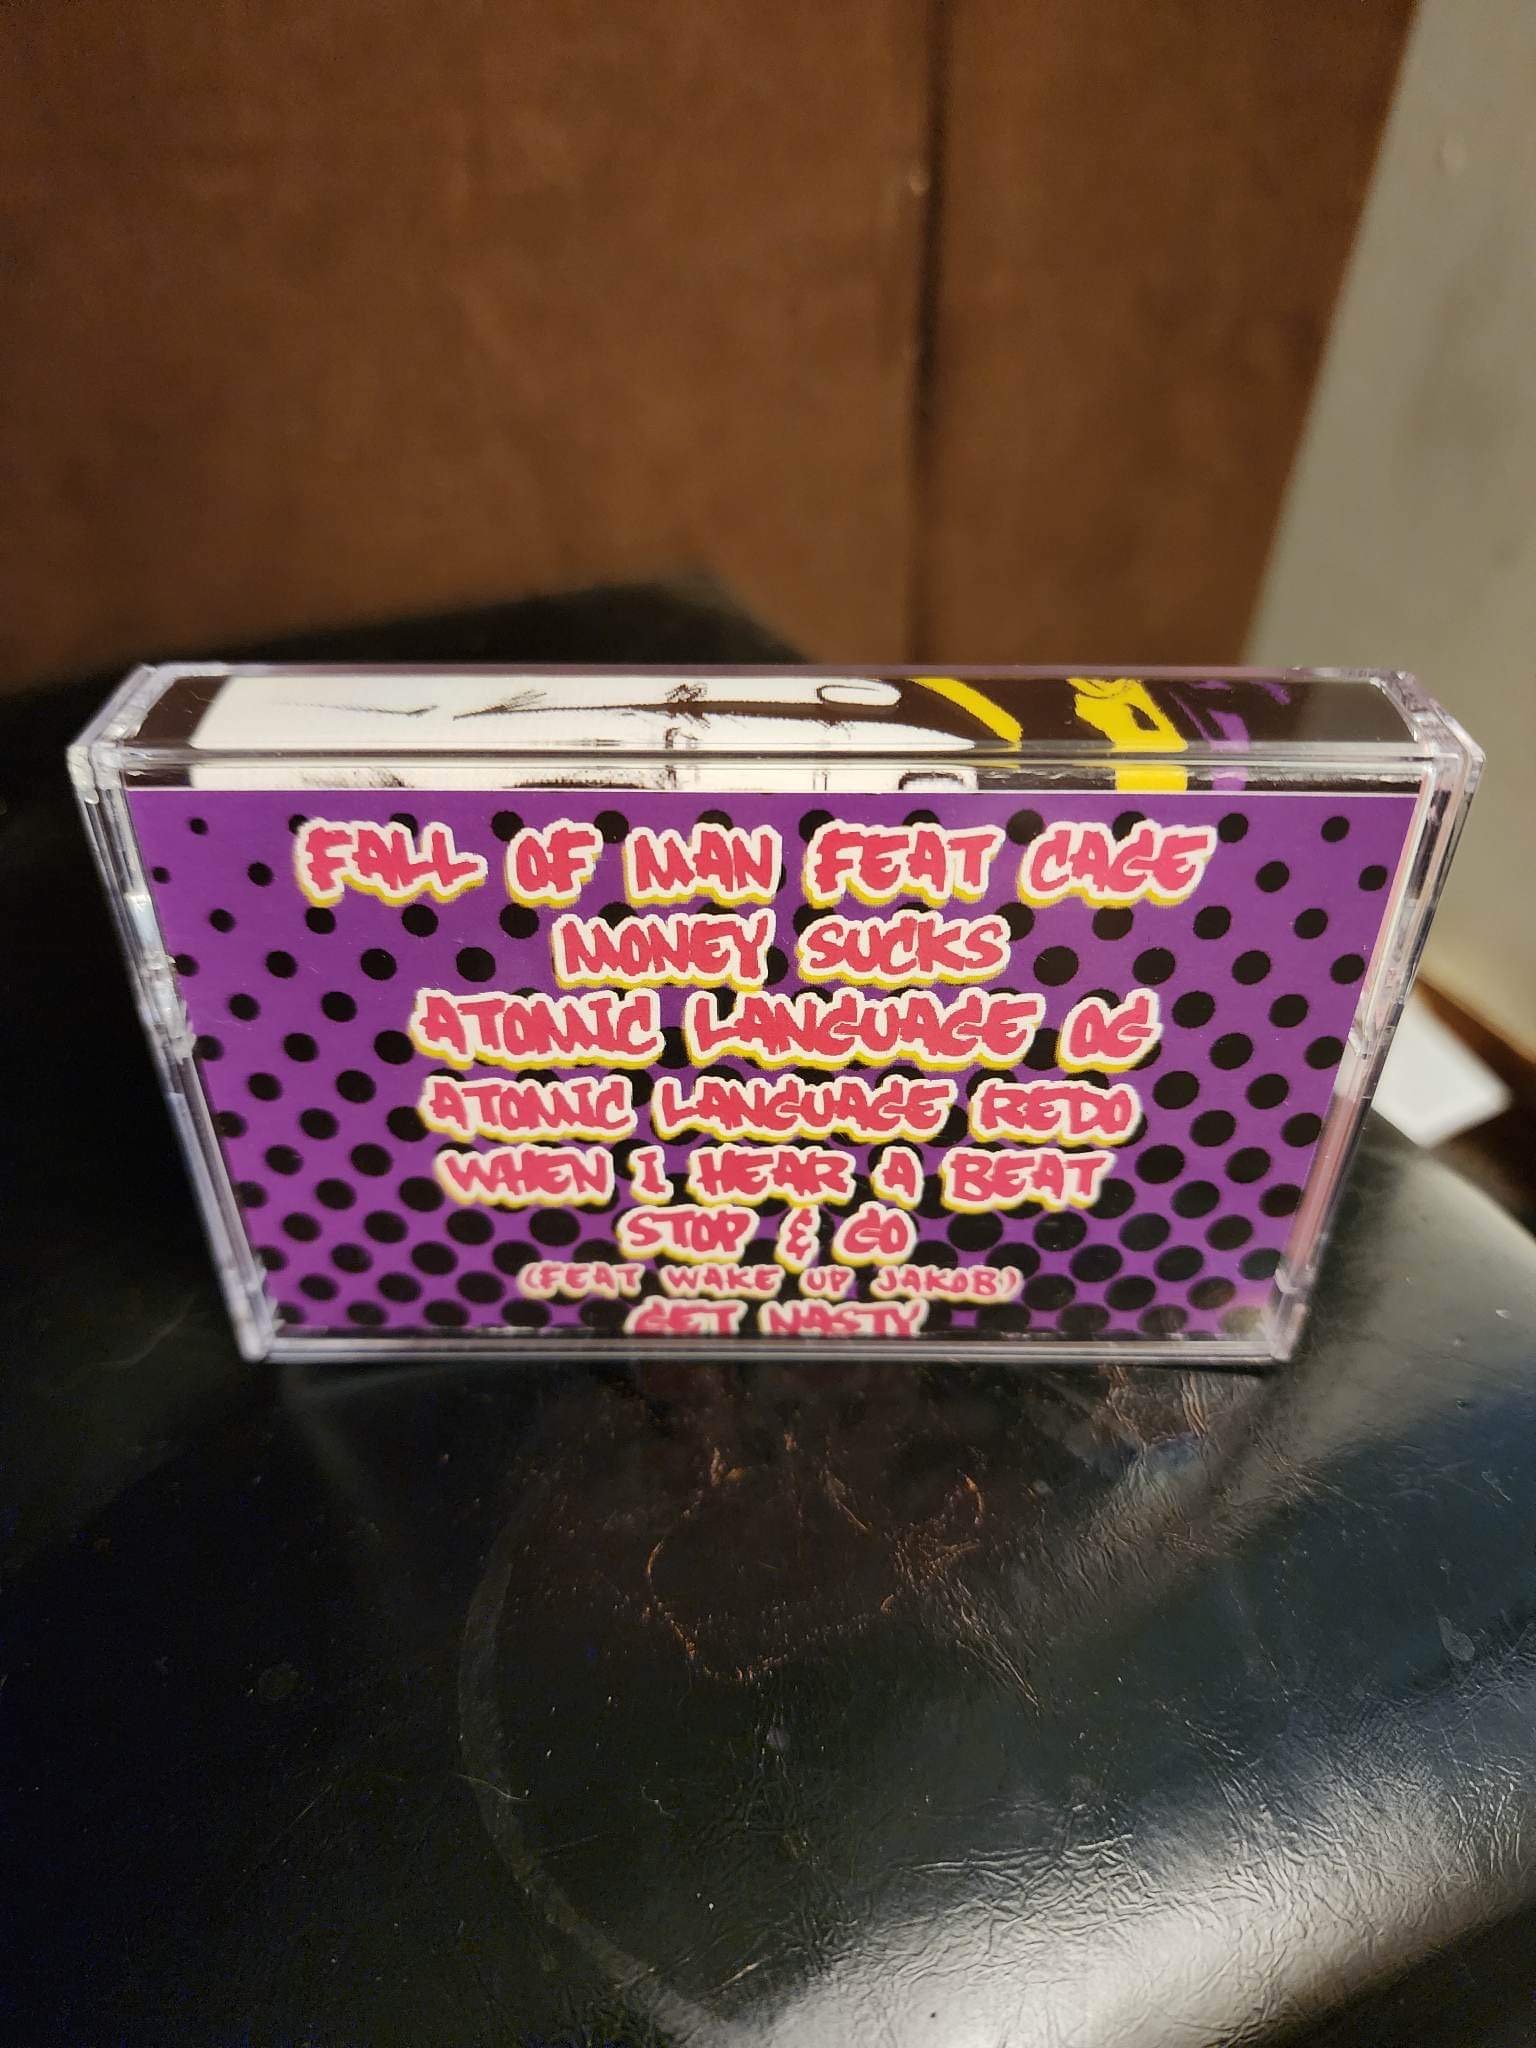 FALL OF MAN FEAT CAGE
MONEY SUCKS
ATOMIC LANGUAGE OG
ATOMIC LANGUAGE REDO
WHEN I HEAR A BEAT
STOP & GO
(FEAT WAKE UP JAKOB)
GET NASTY